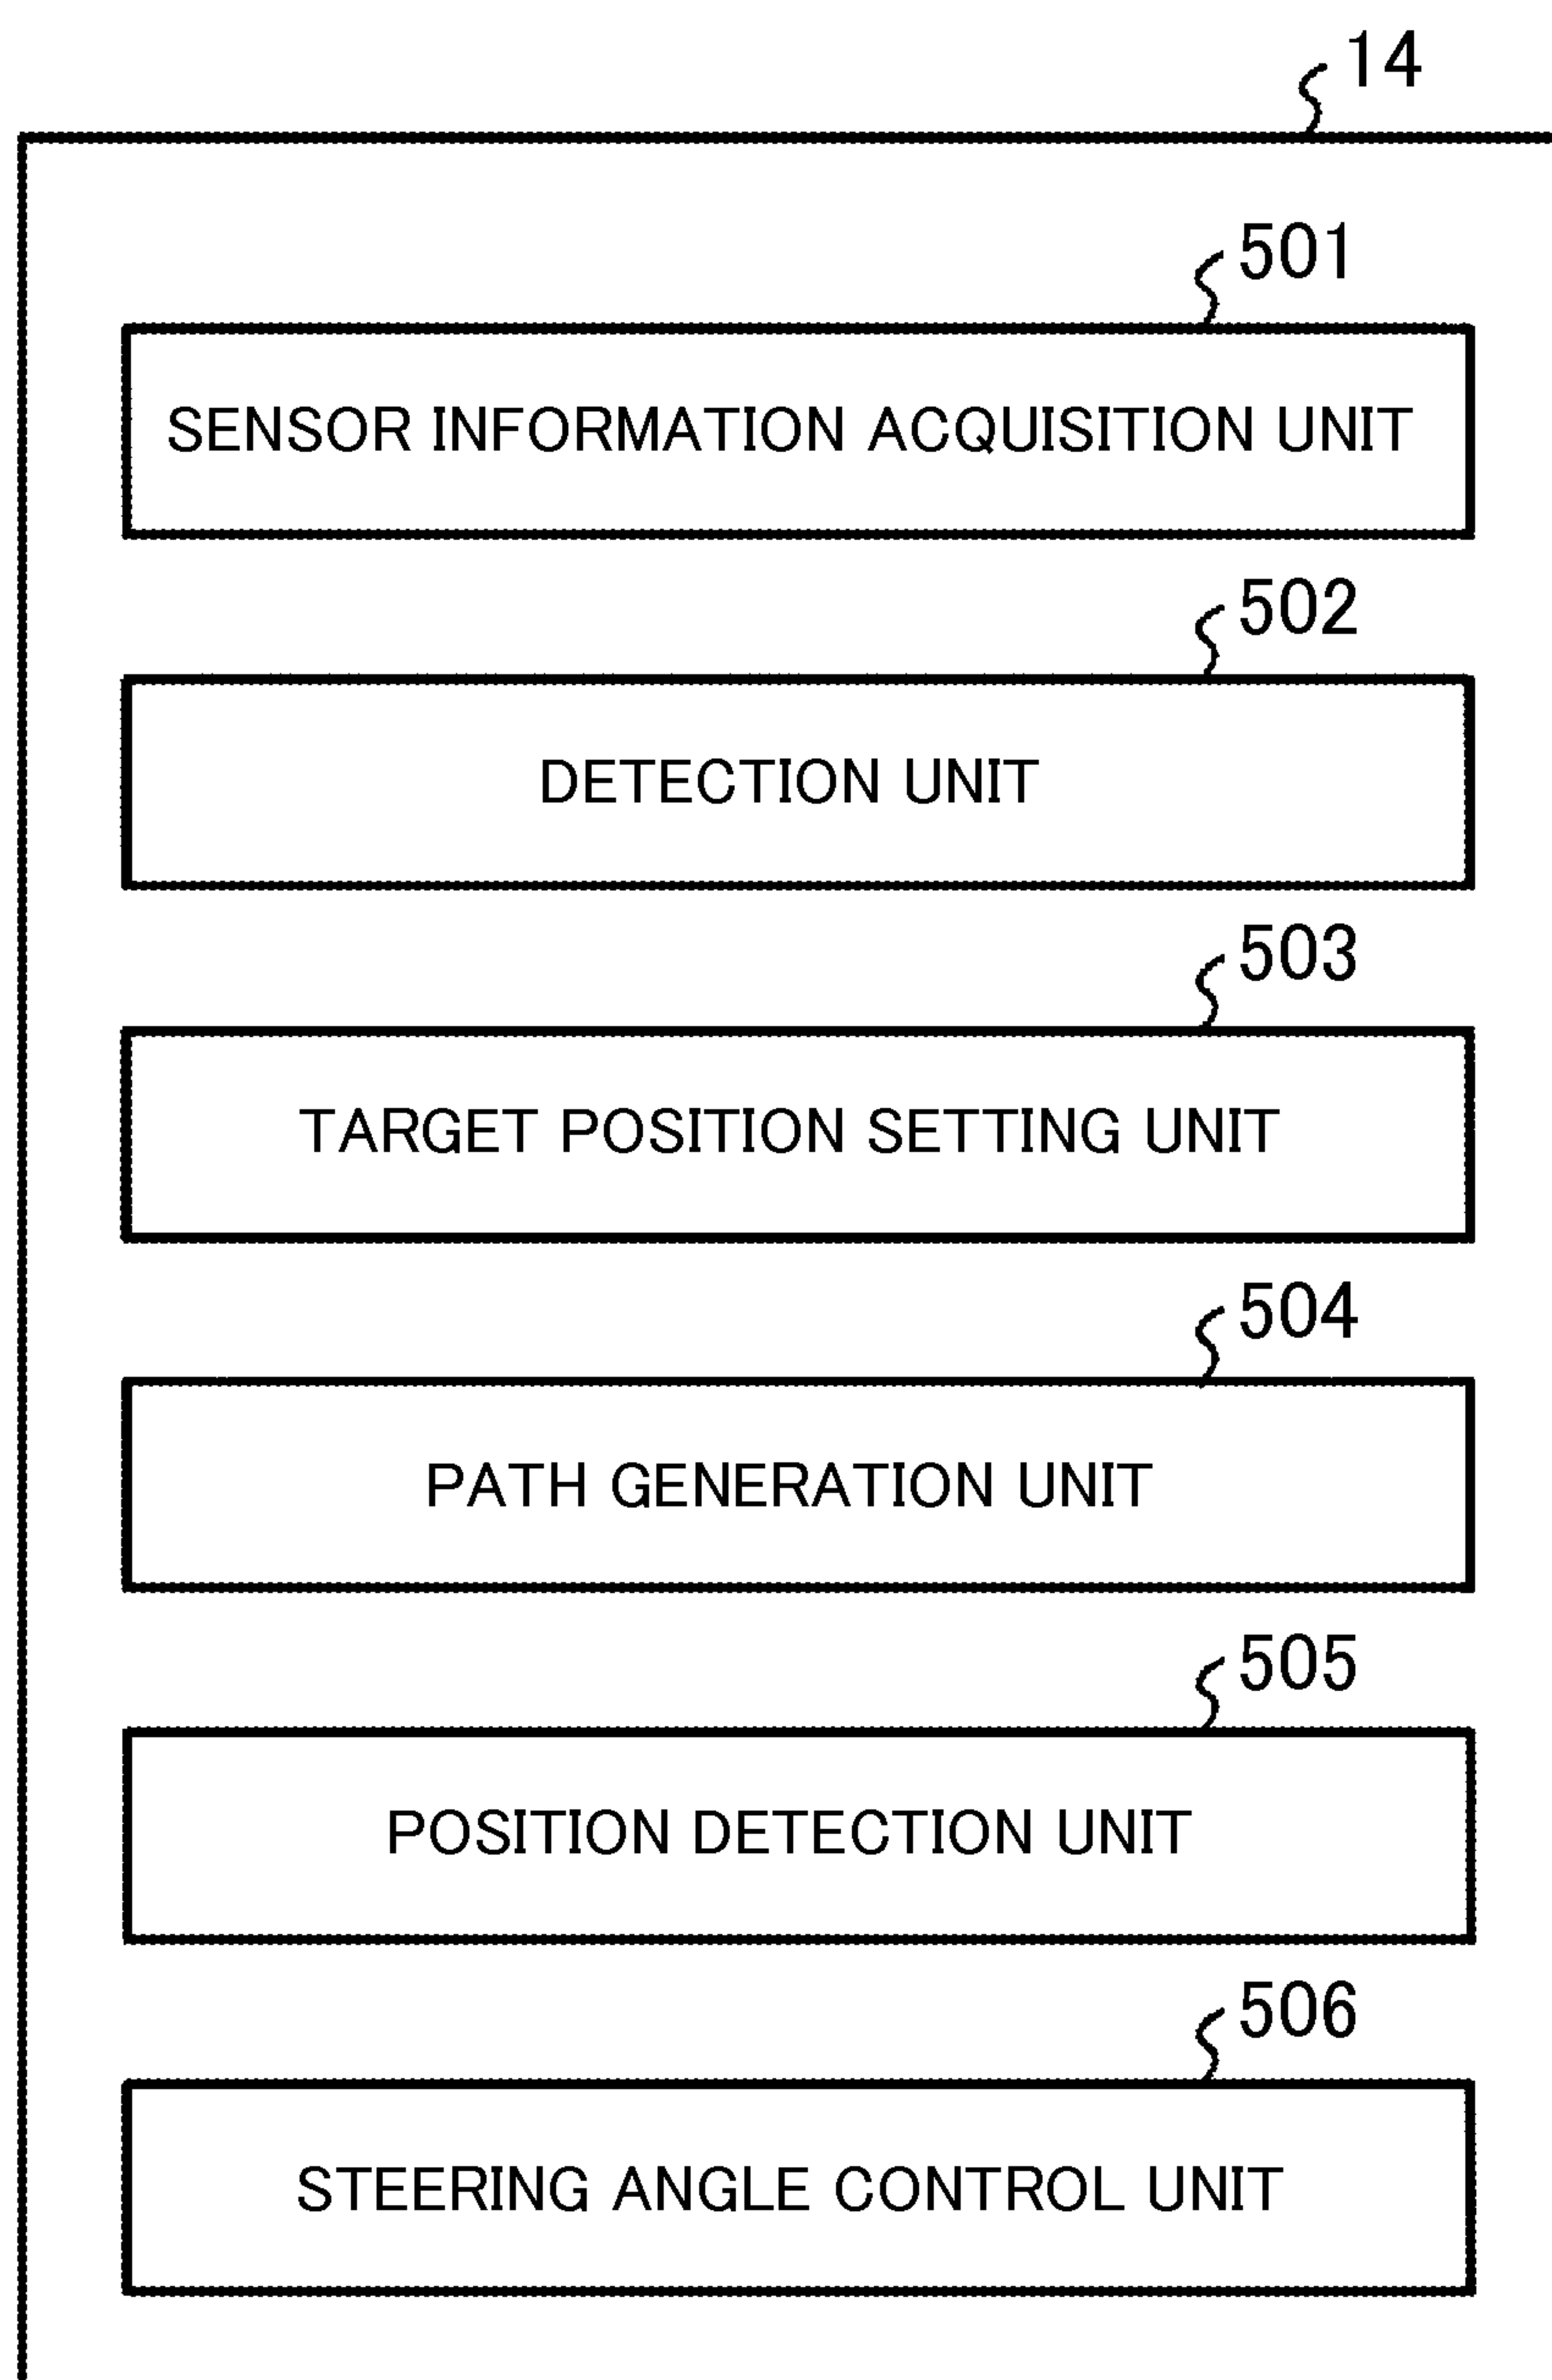 14
501
SENSOR INFORMATION ACQUISITION UNIT
502
DETECTION UNIT
503
TARGET POSITION SETTING UNIT
504
PATH GENERATION UNIT
505
POSITION DETECTION UNIT
506
STEERING ANGLE CONTROL UNIT